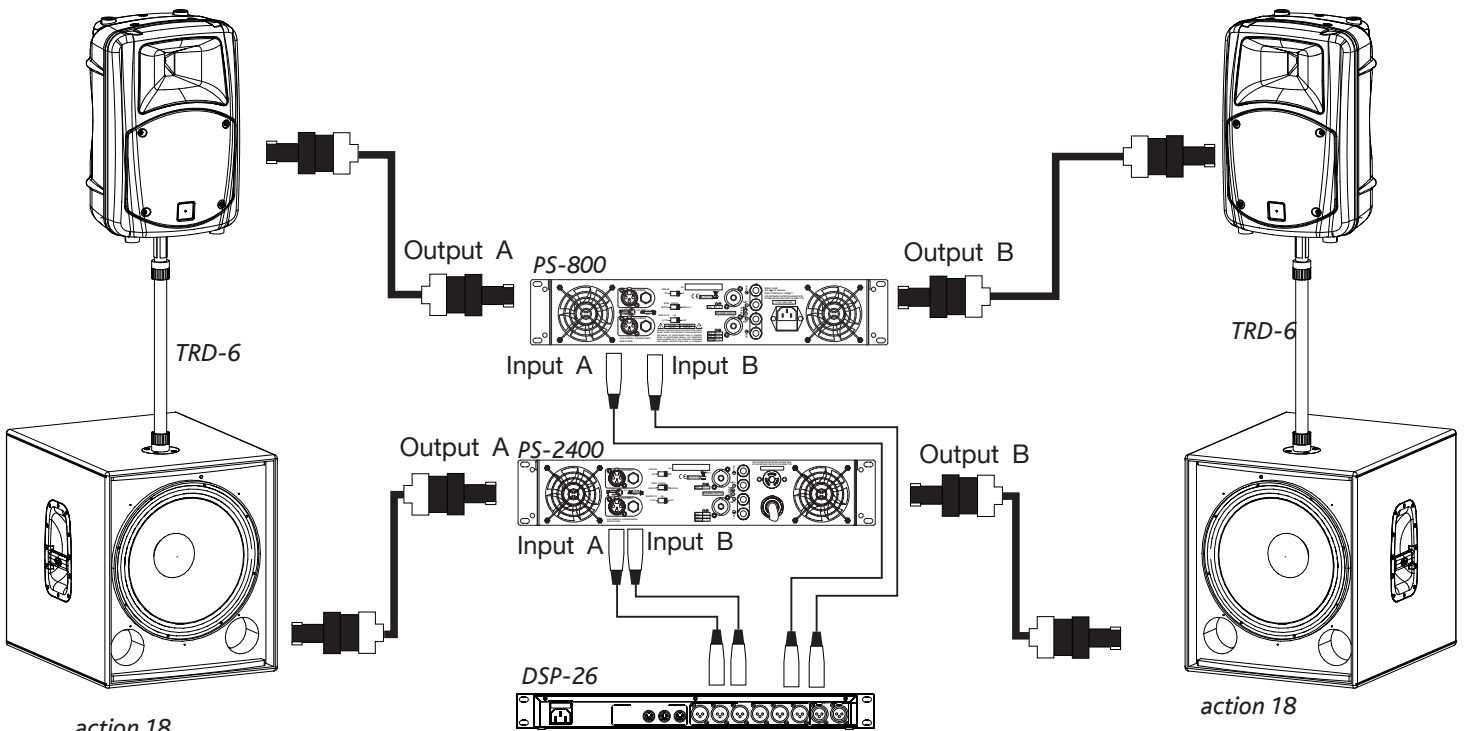 Output A
PS-800
Output B
TRD-6
Input A
Input B
TRD-6
Output A
PS-2400
Output B
Input A
Input B
DSP-26
action 18
action 18